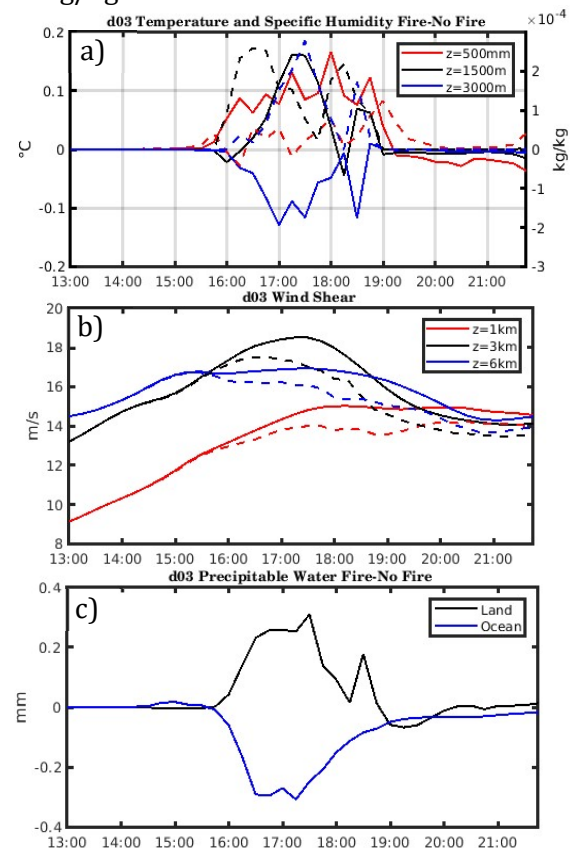 d03 Temperature and Specific Humidity Fire-No Fire
×10⁻⁴
a)
z=500mm
z=1500m
z=3000m
0.2
0.1
0
-0.1
-0.2
°C
2
1
0
-1
-2
-3
kg/kg
13:00 14:00 15:00 16:00 17:00 18:00 19:00 20:00 21:00
d03 Wind Shear
b)
z=1km
z=3km
z=6km
20
18
16
14
12
10
8
m/s
13:00 14:00 15:00 16:00 17:00 18:00 19:00 20:00 21:00
d03 Precipitable Water Fire-No Fire
c)
Land
Ocean
0.4
0.2
0
-0.2
-0.4
mm
13:00 14:00 15:00 16:00 17:00 18:00 19:00 20:00 21:00